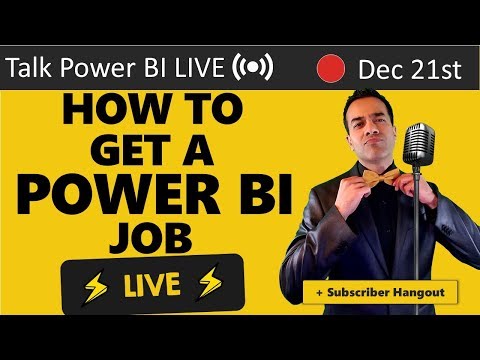 Talk Power BI LIVE
Dec 21st
HOW TO
GET A
POWER BI
JOB
LIVE
+ Subscriber Hangout